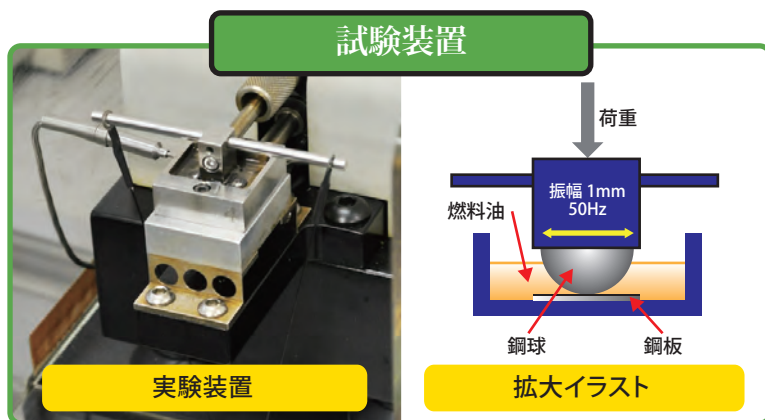 試験装置
荷重
振幅 1mm
50Hz
燃料油
鋼球
鋼板
実験装置
拡大イラスト